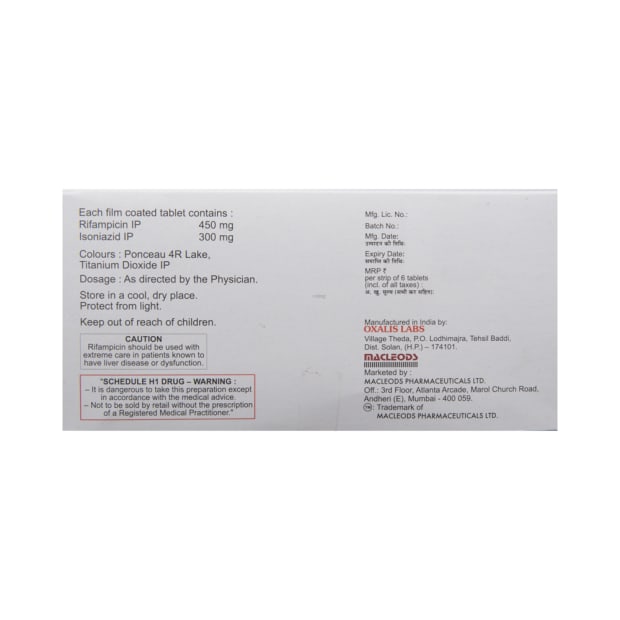 Each film coated tablet contains :
Rifampicin IP 450 mg
Isoniazid IP 300 mg
Colours : Ponceau 4R Lake,
Titanium Dioxide IP
Dosage : As directed by the Physician.
Store in a cool, dry place.
Protect from light.
Keep out of reach of children.
CAUTION
Rifampicin should be used with
extreme care in patients known to
have liver disease or dysfunction.
"SCHEDULE H1 DRUG – WARNING :
– It is dangerous to take this preparation except
in accordance with the medical advice.
– Not to be sold by retail without the prescription
of a Registered Medical Practitioner."
Mfg. Lic. No.:
Batch No.:
Mfg. Date:
उत्पादन की तिथि:
Expiry Date:
समाप्ति की तिथि:
MRP ₹
per strip of 6 tablets
(incl. of all taxes) :
अ. खु. मूल्य (सभी कर सहित):
Manufactured in India by:
OXALIS LABS
Village Theda, P.O. Lodhimajra, Tehsil Baddi,
Dist. Solan, (H.P.) – 174101.
MACLEODS
Marketed by :
MACLEODS PHARMACEUTICALS LTD.
Off.: 3rd Floor, Atlanta Arcade, Marol Church Road,
Andheri (E), Mumbai - 400 059.
TM: Trademark of
MACLEODS PHARMACEUTICALS LTD.